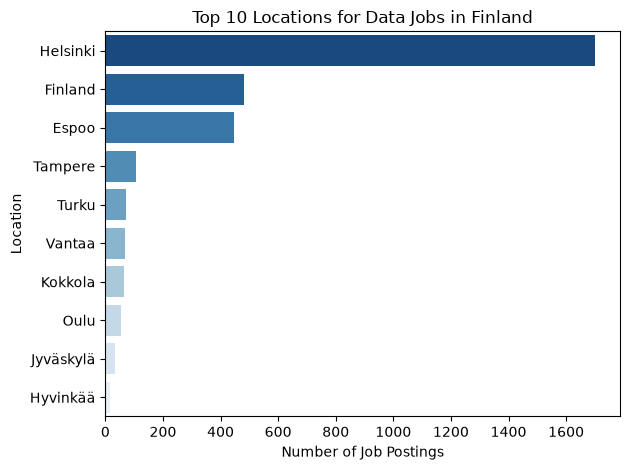 Top 10 Locations for Data Jobs in Finland
Helsinki
Finland
Espoo
Tampere
Turku
Vantaa
Kokkola
Oulu
Jyväskylä
Hyvinkää
Location
0 200 400 600 800 1000 1200 1400 1600
Number of Job Postings